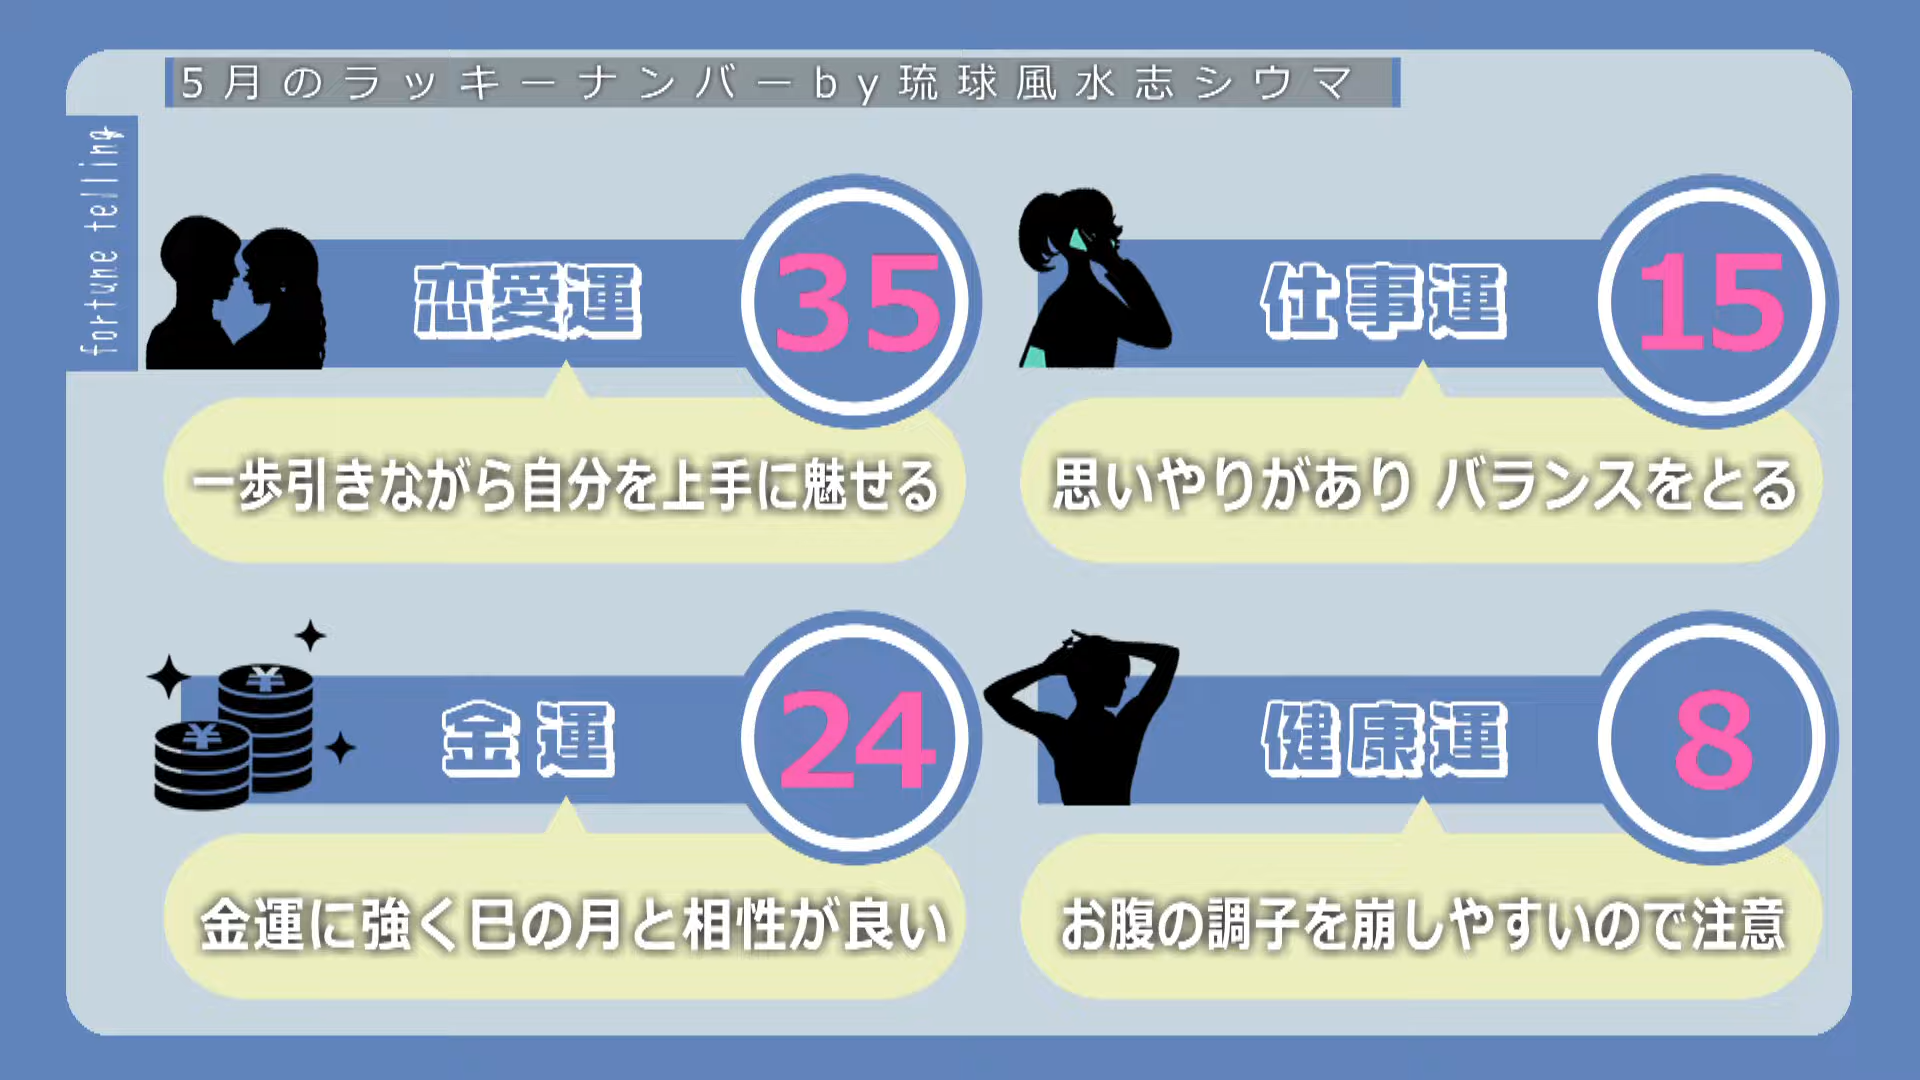 5月のラッキーナンバーby琉球風水志シウマ
fortune telling
恋愛運
35
一歩引きながら自分を上手に魅せる
仕事運
15
思いやりがあり バランスをとる
¥
¥
金運
24
金運に強く巳の月と相性が良い
健康運
8
お腹の調子を崩しやすいので注意